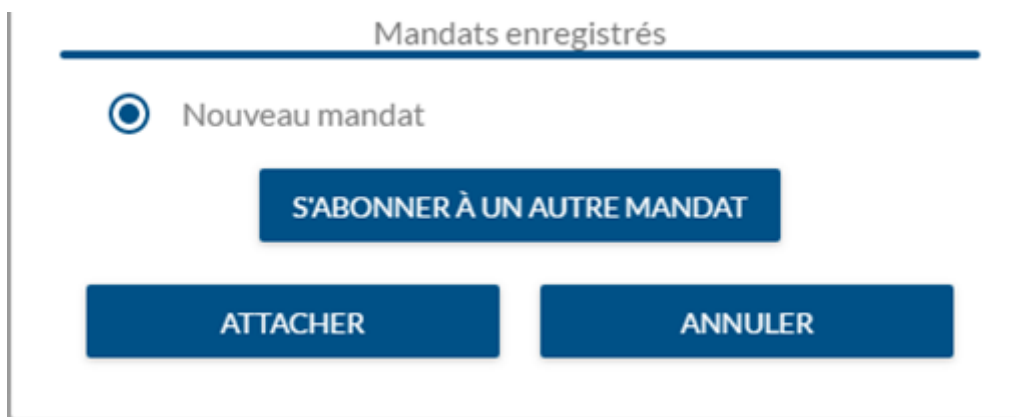 Mandats enregistrés
Nouveau mandat
S'ABONNER À UN AUTRE MANDAT
ATTACHER
ANNULER